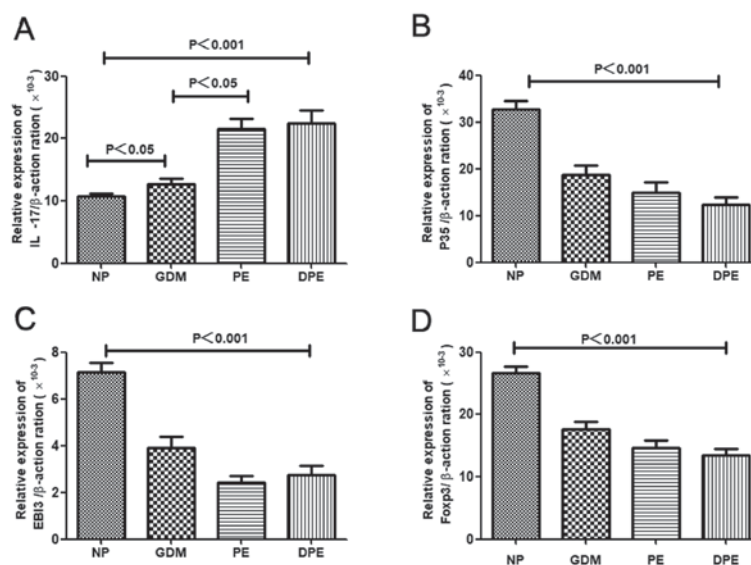 A
P＜0.001
P＜0.05
P＜0.05
Relative expression of
IL -17/β-action ration ( ×10-3)
30
20
10
0
NP GDM PE DPE
B
P＜0.001
Relative expression of
P35 /β-action ration ( ×10-3)
40
30
20
10
0
NP GDM PE DPE
C
P＜0.001
Relative expression of
EBI3 /β-action ration ( ×10-3)
8
6
4
2
0
NP GDM PE DPE
D
P＜0.001
Relative expression of
Foxp3/ β-action ration ( ×10-3)
30
20
10
0
NP GDM PE DPE